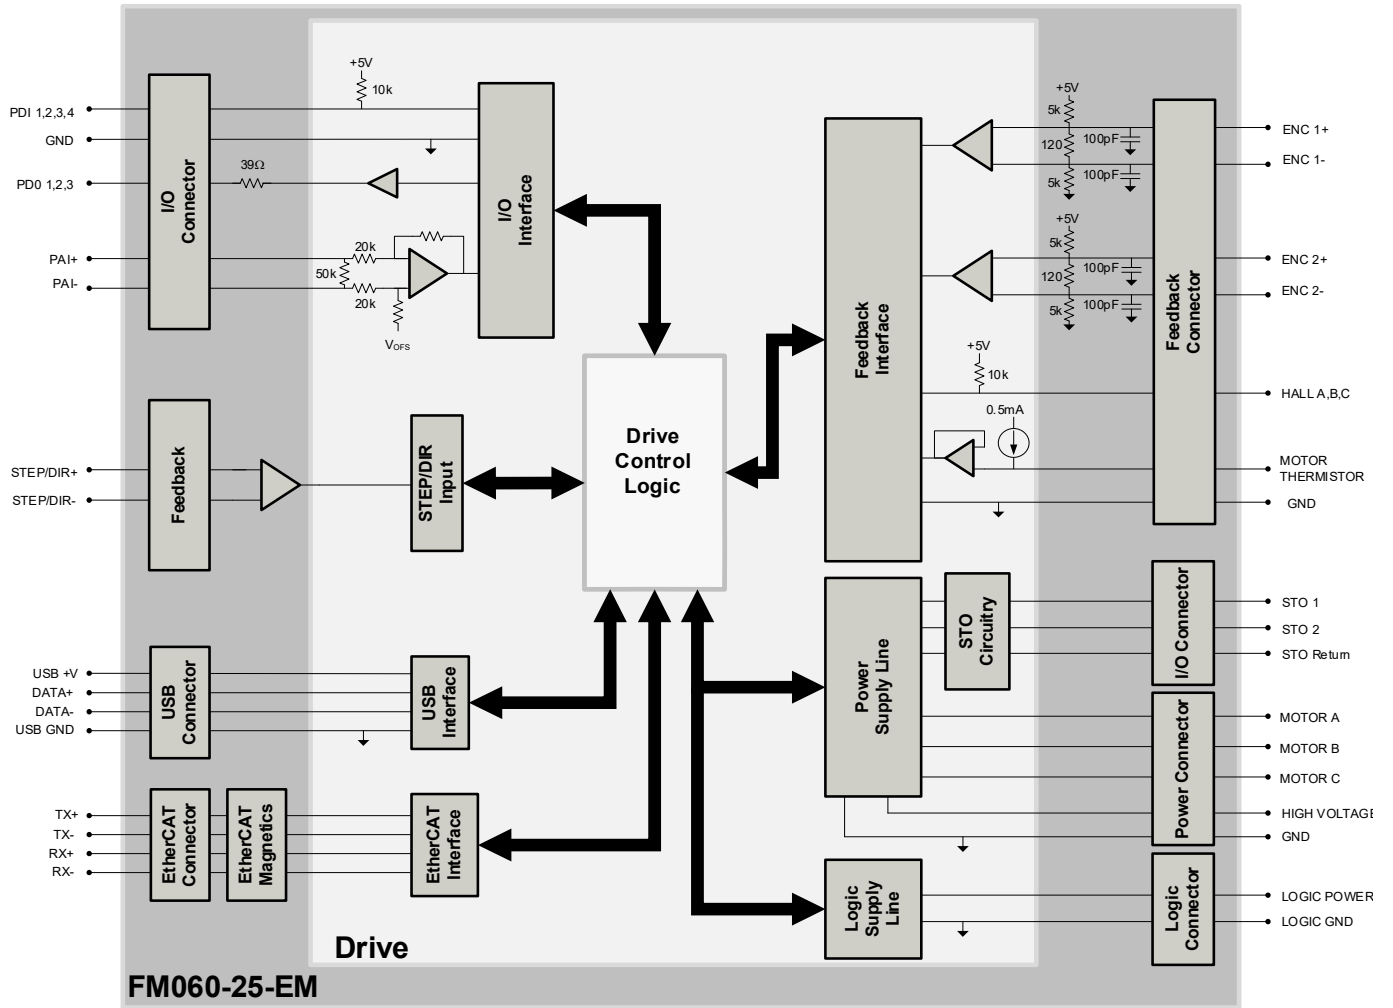 PDI 1,2,3,4
GND
PD0 1,2,3
PAI+
PAI-
I/O
Connector
+5V
10k
39Ω
20k
50k
20k
VOFS
I/O
Interface
STEP/DIR+
STEP/DIR-
Feedback
STEP/DIR
Input
Drive
Control
Logic
USB +V
DATA+
DATA-
USB GND
USB
Connector
USB
Interface
TX+
TX-
RX+
RX-
EtherCAT
Connector
EtherCAT
Magnetics
EtherCAT
Interface
Feedback
Interface
+5V
5k
120
5k
100pF
100pF
+5V
5k
120
5k
100pF
100pF
+5V
10k
0.5mA
Feedback
Connector
ENC 1+
ENC 1-
ENC 2+
ENC 2-
HALL A,B,C
MOTOR
THERMISTOR
GND
Power
Supply Line
STO
Circuitry
I/O Connector
STO 1
STO 2
STO Return
Power Connector
MOTOR A
MOTOR B
MOTOR C
HIGH VOLTAGE
GND
Logic
Supply
Line
Logic
Connector
LOGIC POWER
LOGIC GND
Drive
FM060-25-EM